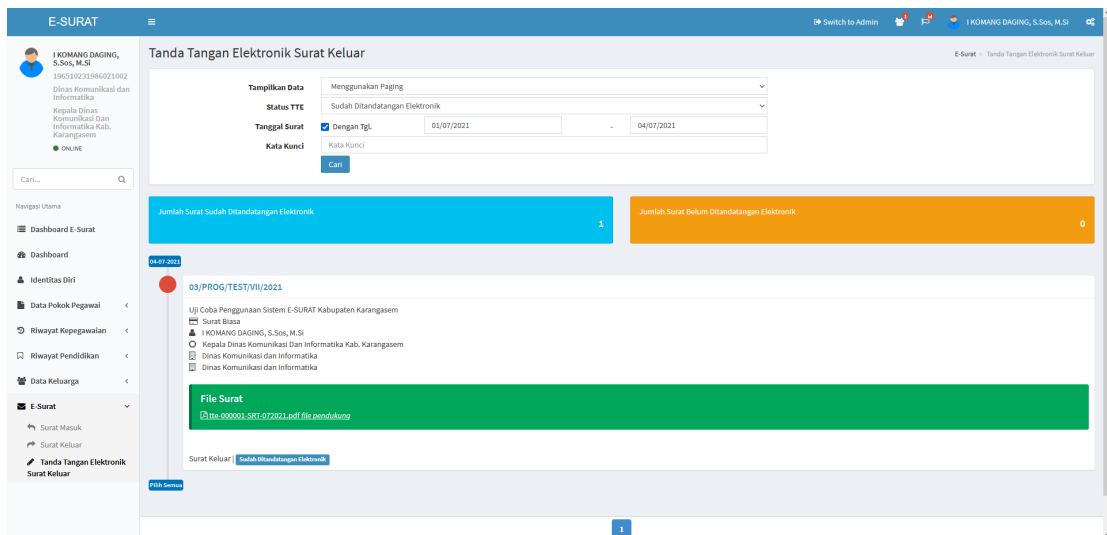 E-SURAT
Switch to Admin
I KOMANG DAGING, S.Sos, M.Si
I KOMANG DAGING,
S.Sos, M.Si
196510231986021002
Dinas Komunikasi dan
Informatika
Kepala Dinas
Komunikasi Dan
Informatika Kab.
Karangasem
ONLINE
Cari...
Navigasi Utama
Dashboard E-Surat
Dashboard
Identitas Diri
Data Pokok Pegawai
Riwayat Kepegawaian
Riwayat Pendidikan
Data Keluarga
E-Surat
Surat Masuk
Surat Keluar
Tanda Tangan Elektronik
Surat Keluar
Tanda Tangan Elektronik Surat Keluar
E-Surat > Tanda Tangan Elektronik Surat Keluar
Tampilkan Data Menggunakan Paging
Status TTE Sudah Ditandatangan Elektronik
Tanggal Surat Dengan Tgl. 01/07/2021 - 04/07/2021
Kata Kunci Kata Kunci
Cari
Jumlah Surat Sudah Ditandatangan Elektronik
1
Jumlah Surat Belum Ditandatangan Elektronik
0
04-07-2021
03/PROG/TEST/VII/2021
Uji Coba Penggunaan Sistem E-SURAT Kabupaten Karangasem
Surat Biasa
I KOMANG DAGING, S.Sos, M.Si
Kepala Dinas Komunikasi Dan Informatika Kab. Karangasem
Dinas Komunikasi dan Informatika
Dinas Komunikasi dan Informatika
File Surat
tte-000001-SRT-072021.pdf file pendukung
Surat Keluar | Sudah Ditandatangan Elektronik
Pilih Semua
1